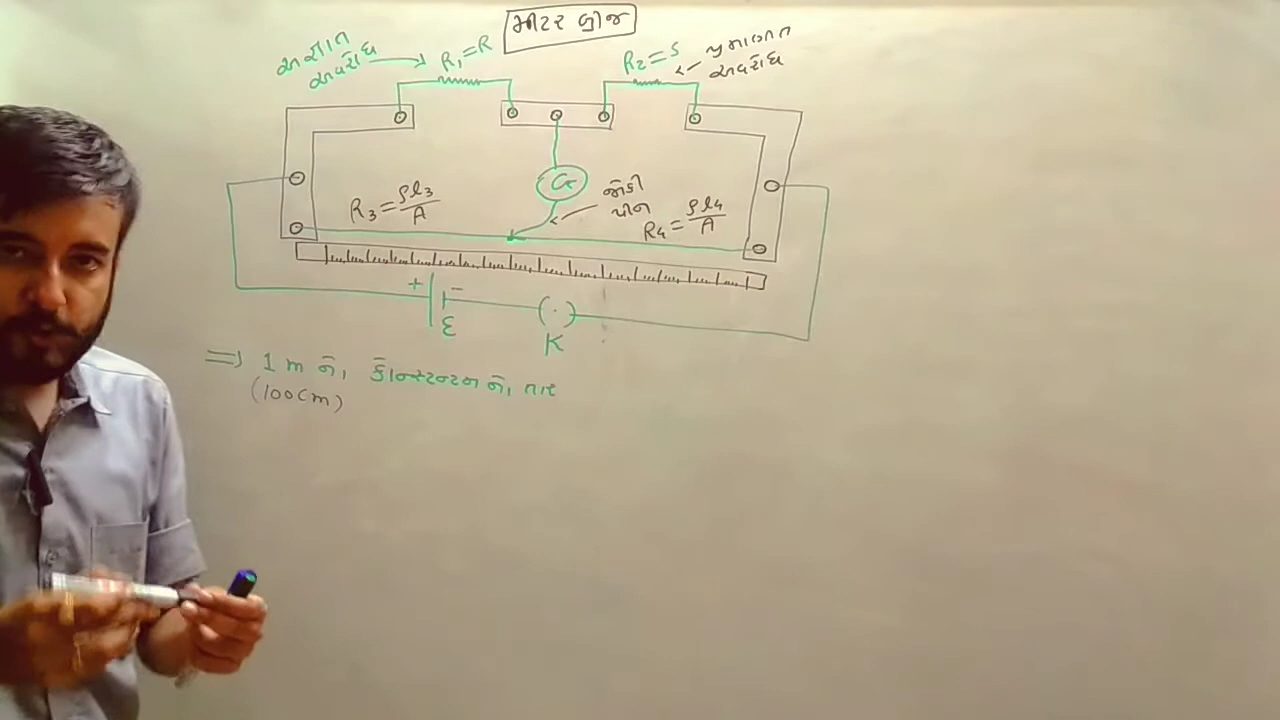 મીટર બ્રીજ
અજ્ઞાત
અવરોધ
R₁=R
R₂=S
પ્રમાણિત
અવરોધ
G
જૉકી
પીન
R₃=ρl₃/A
R₄=ρl₄/A
+ −
ε
K
⇒ 1 m નો કોન્સ્ટન્ટનનો તાર
(100cm)